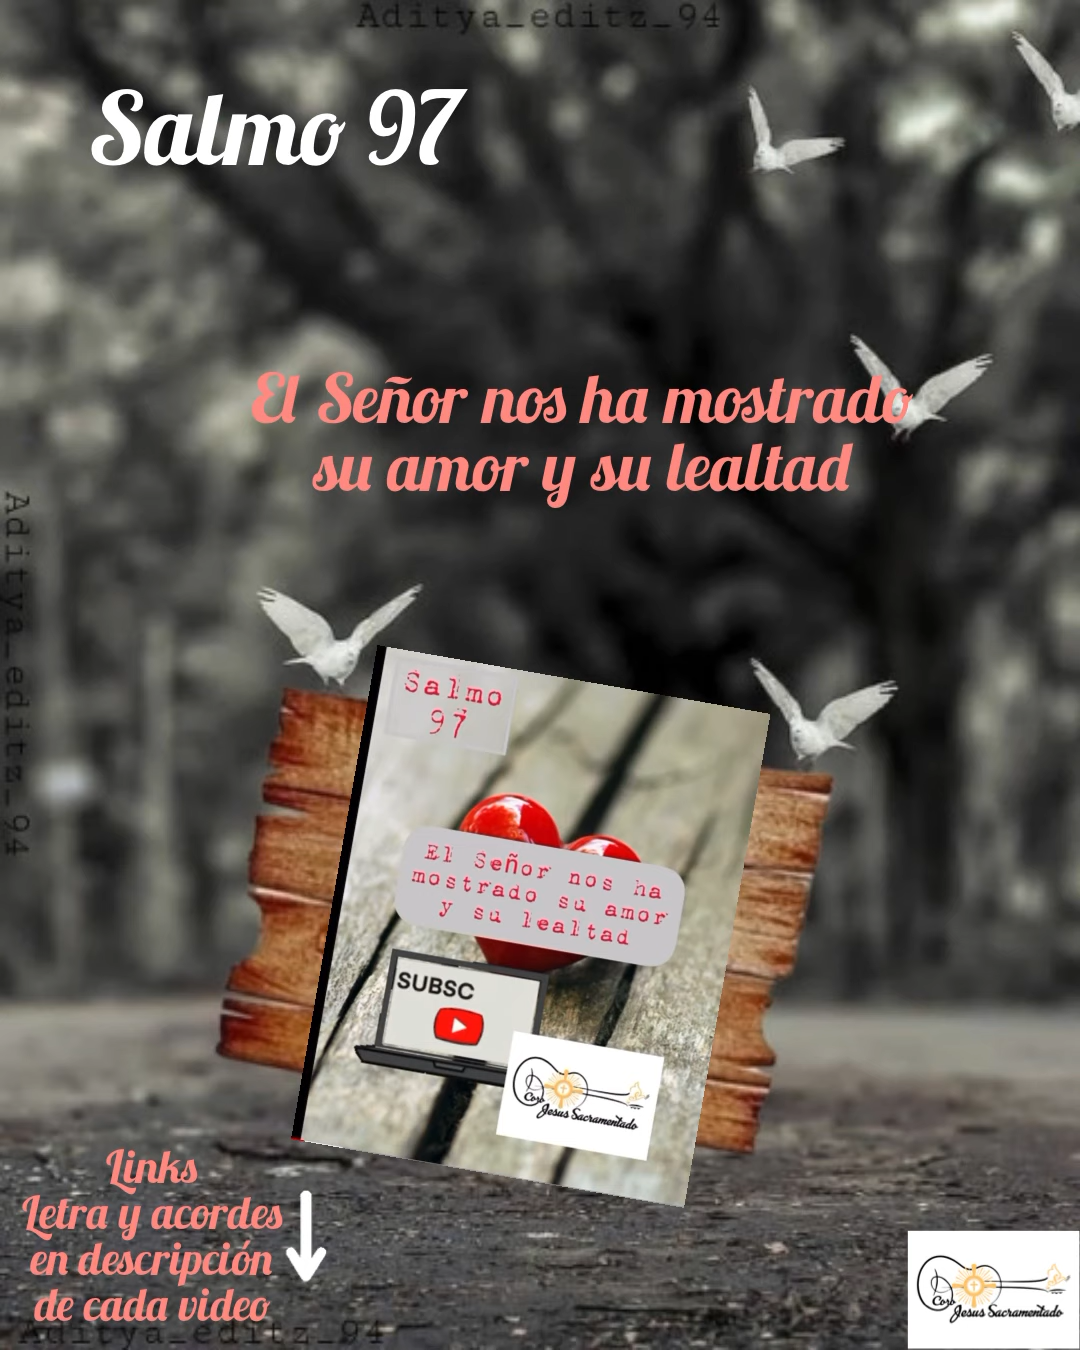 Aditya_editz_94
Salmo 97
El Señor nos ha mostrado
su amor y su lealtad
Aditya_editz_94
Salmo
97
El Señor nos ha
mostrado su amor
y su lealtad
SUBSC
Coro
Jesus Sacramentado
Links
Letra y acordes
en descripción
de cada video
Aditya_editz_94
Coro
Jesus Sacramentado